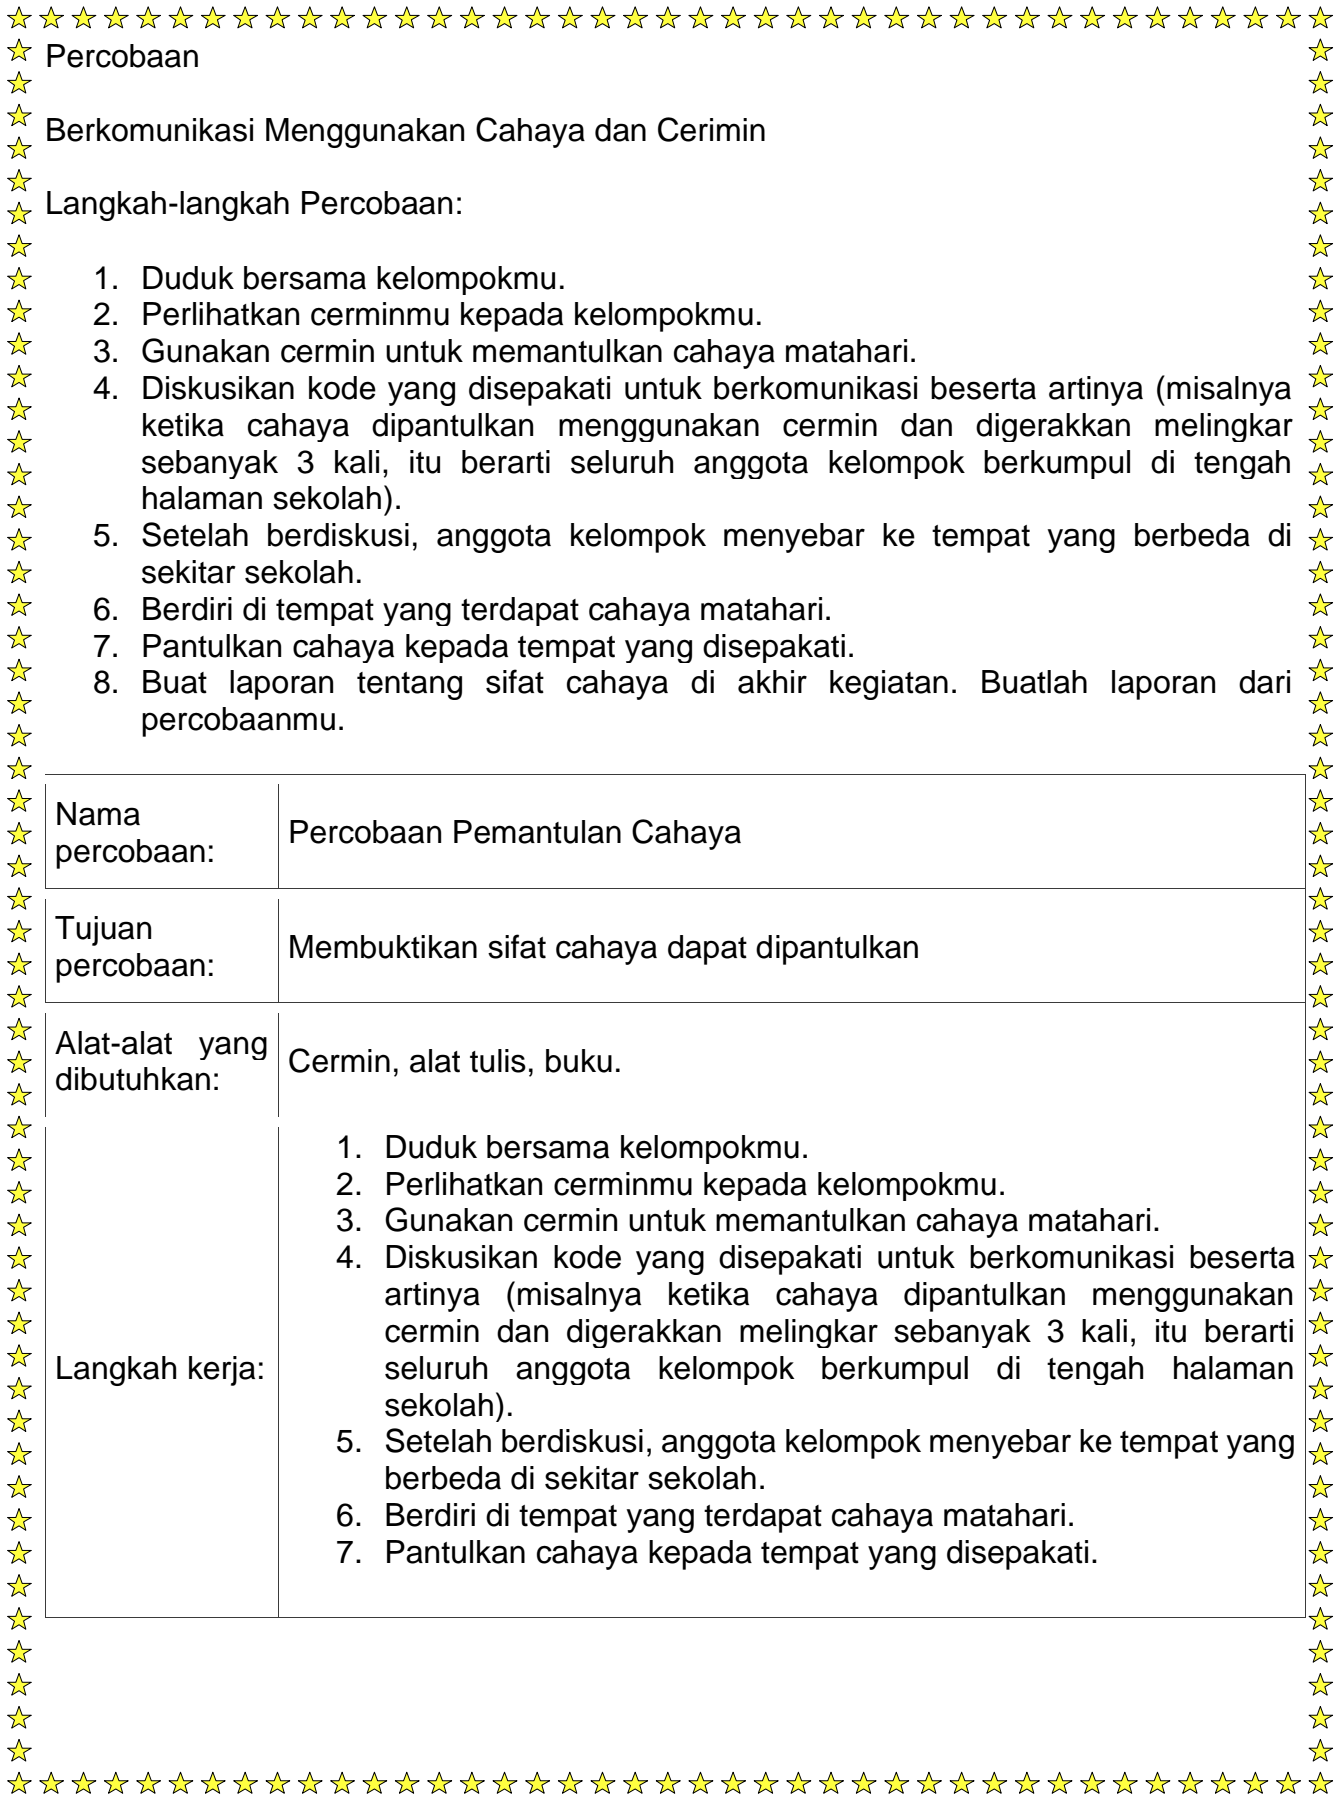 Percobaan
Berkomunikasi Menggunakan Cahaya dan Cerimin
Langkah-langkah Percobaan:
1. Duduk bersama kelompokmu.
2. Perlihatkan cerminmu kepada kelompokmu.
3. Gunakan cermin untuk memantulkan cahaya matahari.
4. Diskusikan kode yang disepakati untuk berkomunikasi beserta artinya (misalnya
ketika cahaya dipantulkan menggunakan cermin dan digerakkan melingkar
sebanyak 3 kali, itu berarti seluruh anggota kelompok berkumpul di tengah
halaman sekolah).
5. Setelah berdiskusi, anggota kelompok menyebar ke tempat yang berbeda di
sekitar sekolah.
6. Berdiri di tempat yang terdapat cahaya matahari.
7. Pantulkan cahaya kepada tempat yang disepakati.
8. Buat laporan tentang sifat cahaya di akhir kegiatan. Buatlah laporan dari
percobaanmu.
Nama
percobaan:
Percobaan Pemantulan Cahaya
Tujuan
percobaan:
Membuktikan sifat cahaya dapat dipantulkan
Alat-alat yang
dibutuhkan:
Cermin, alat tulis, buku.
Langkah kerja:
1. Duduk bersama kelompokmu.
2. Perlihatkan cerminmu kepada kelompokmu.
3. Gunakan cermin untuk memantulkan cahaya matahari.
4. Diskusikan kode yang disepakati untuk berkomunikasi beserta
artinya (misalnya ketika cahaya dipantulkan menggunakan
cermin dan digerakkan melingkar sebanyak 3 kali, itu berarti
seluruh anggota kelompok berkumpul di tengah halaman
sekolah).
5. Setelah berdiskusi, anggota kelompok menyebar ke tempat yang
berbeda di sekitar sekolah.
6. Berdiri di tempat yang terdapat cahaya matahari.
7. Pantulkan cahaya kepada tempat yang disepakati.